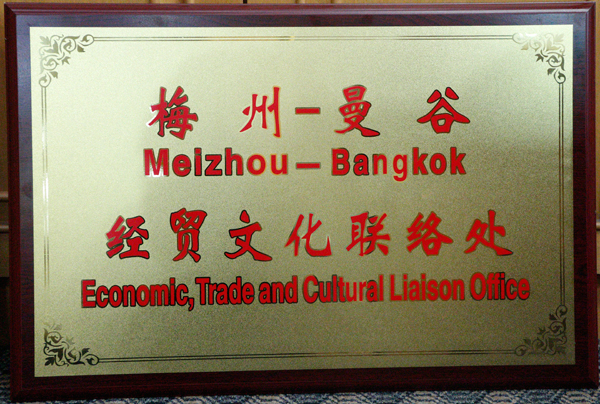 梅州-曼谷
Meizhou-Bangkok
经贸文化联络处
Economic, Trade and Cultural Liaison Office